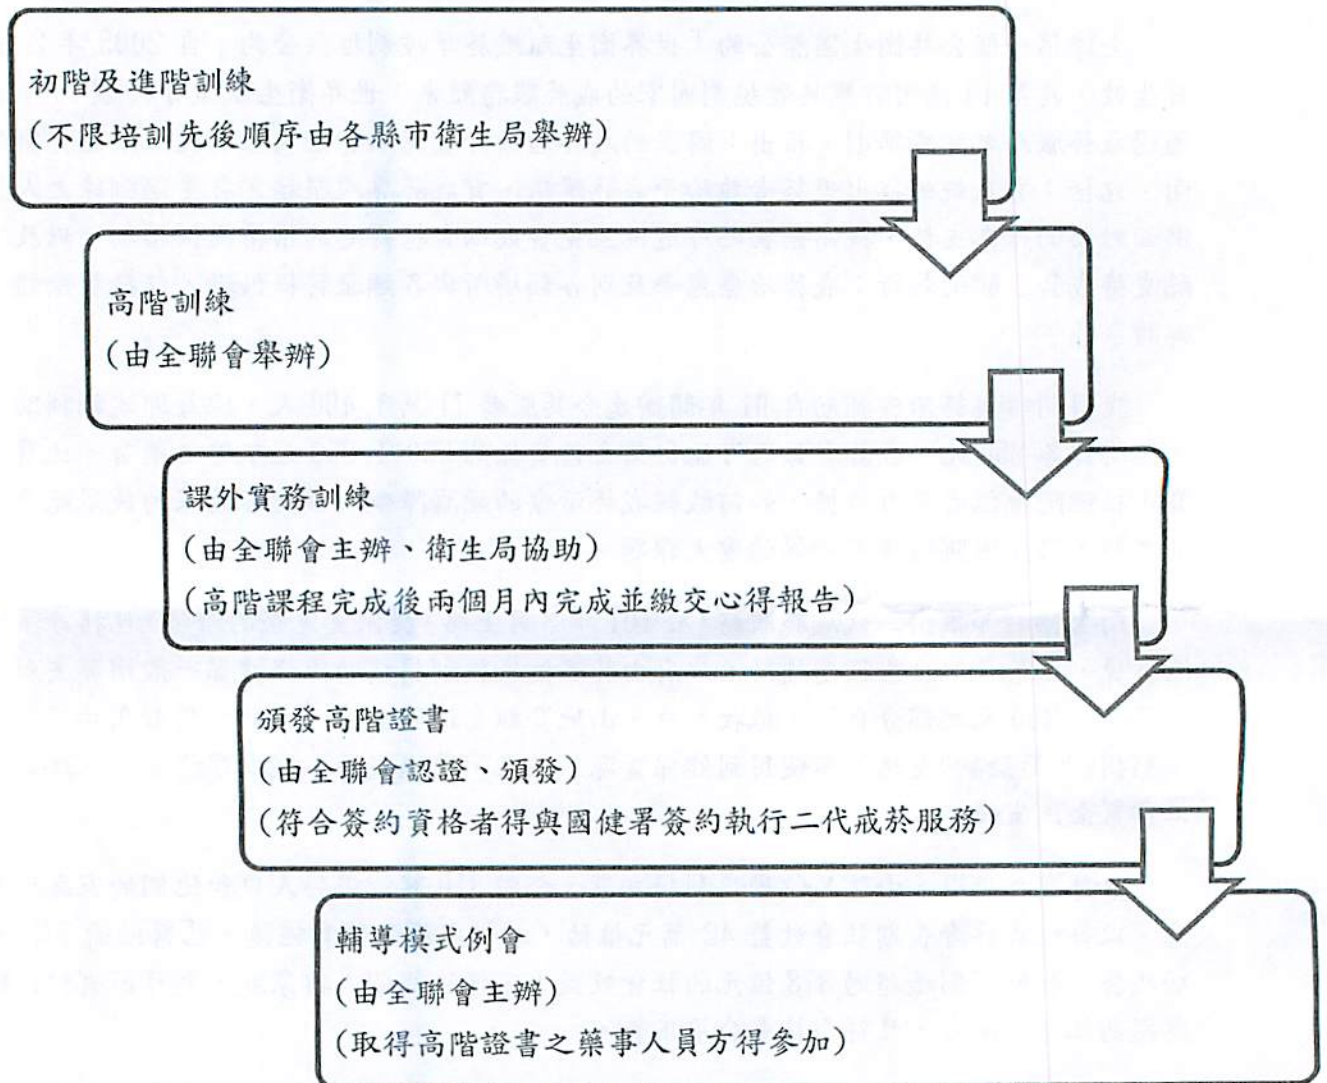 初階及進階訓練
(不限培訓先後順序由各縣市衛生局舉辦)
高階訓練
(由全聯會舉辦)
課外實務訓練
(由全聯會主辦、衛生局協助)
(高階課程完成後兩個月內完成並繳交心得報告)
頒發高階證書
(由全聯會認證、頒發)
(符合簽約資格者得與國健署簽約執行二代戒菸服務)
輔導模式例會
(由全聯會主辦)
(取得高階證書之藥事人員方得參加)